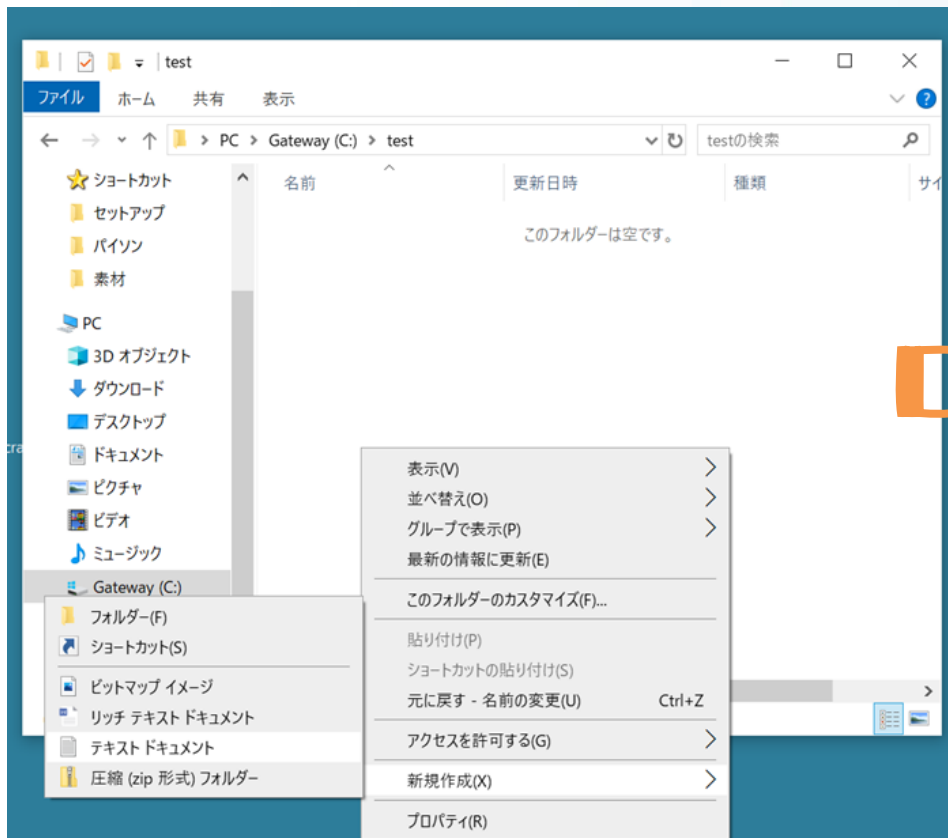 test
ファイル ホーム 共有 表示
PC > Gateway (C:) > test
testの検索
名前 更新日時 種類 サイ
このフォルダーは空です。
ショートカット
セットアップ
パイソン
素材
PC
3D オブジェクト
ダウンロード
デスクトップ
ドキュメント
ピクチャ
ビデオ
ミュージック
Gateway (C:)
cra
フォルダー(F)
ショートカット(S)
ビットマップ イメージ
リッチ テキスト ドキュメント
テキスト ドキュメント
圧縮 (zip 形式) フォルダー
表示(V)
並べ替え(O)
グループで表示(P)
最新の情報に更新(E)
このフォルダーのカスタマイズ(F)...
貼り付け(P)
ショートカットの貼り付け(S)
元に戻す - 名前の変更(U) Ctrl+Z
アクセスを許可する(G)
新規作成(X)
プロパティ(R)